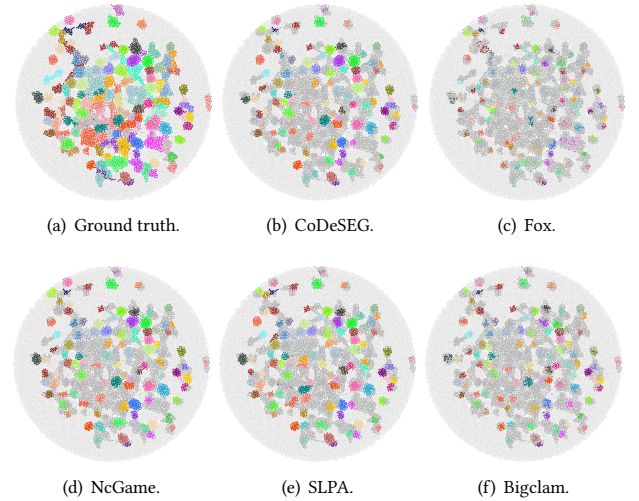 (a) Ground truth.
(b) CoDeSEG.
(c) Fox.
(d) NcGame.
(e) SLPA.
(f) Bigclam.